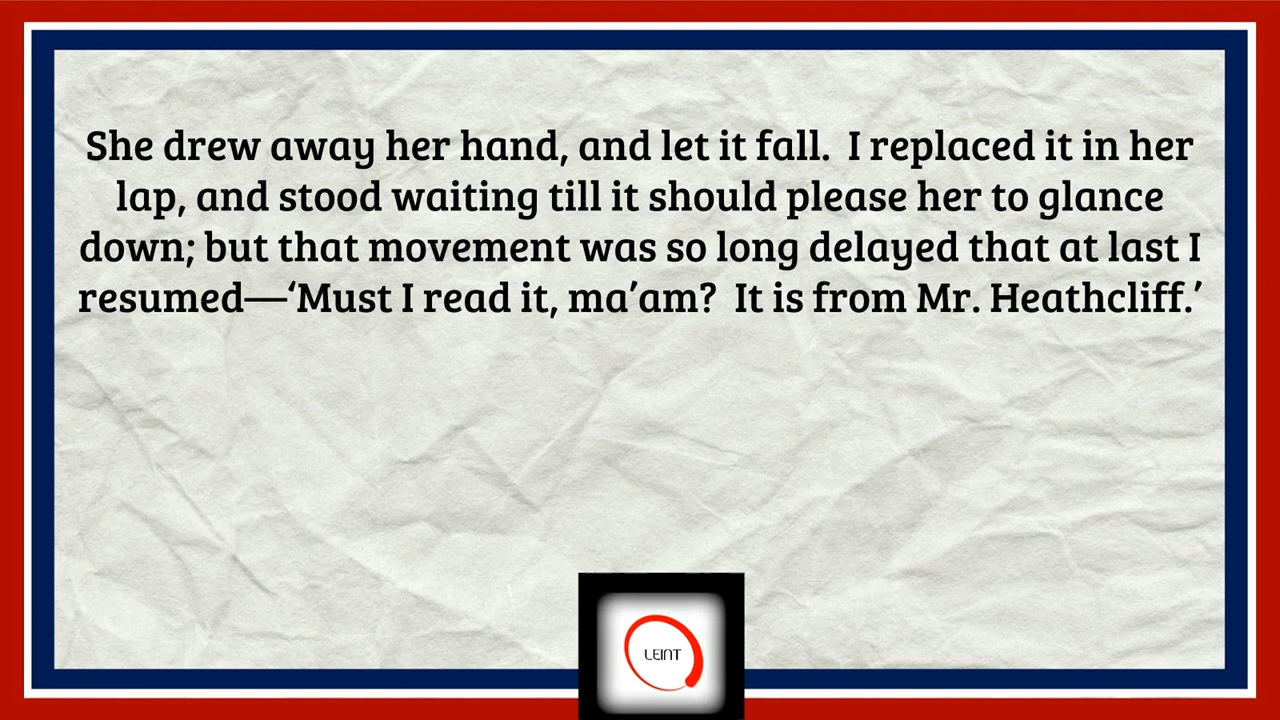 She drew away her hand, and let it fall.  I replaced it in her
lap, and stood waiting till it should please her to glance
down; but that movement was so long delayed that at last I
resumed—‘Must I read it, ma’am?  It is from Mr. Heathcliff.’
LEINT